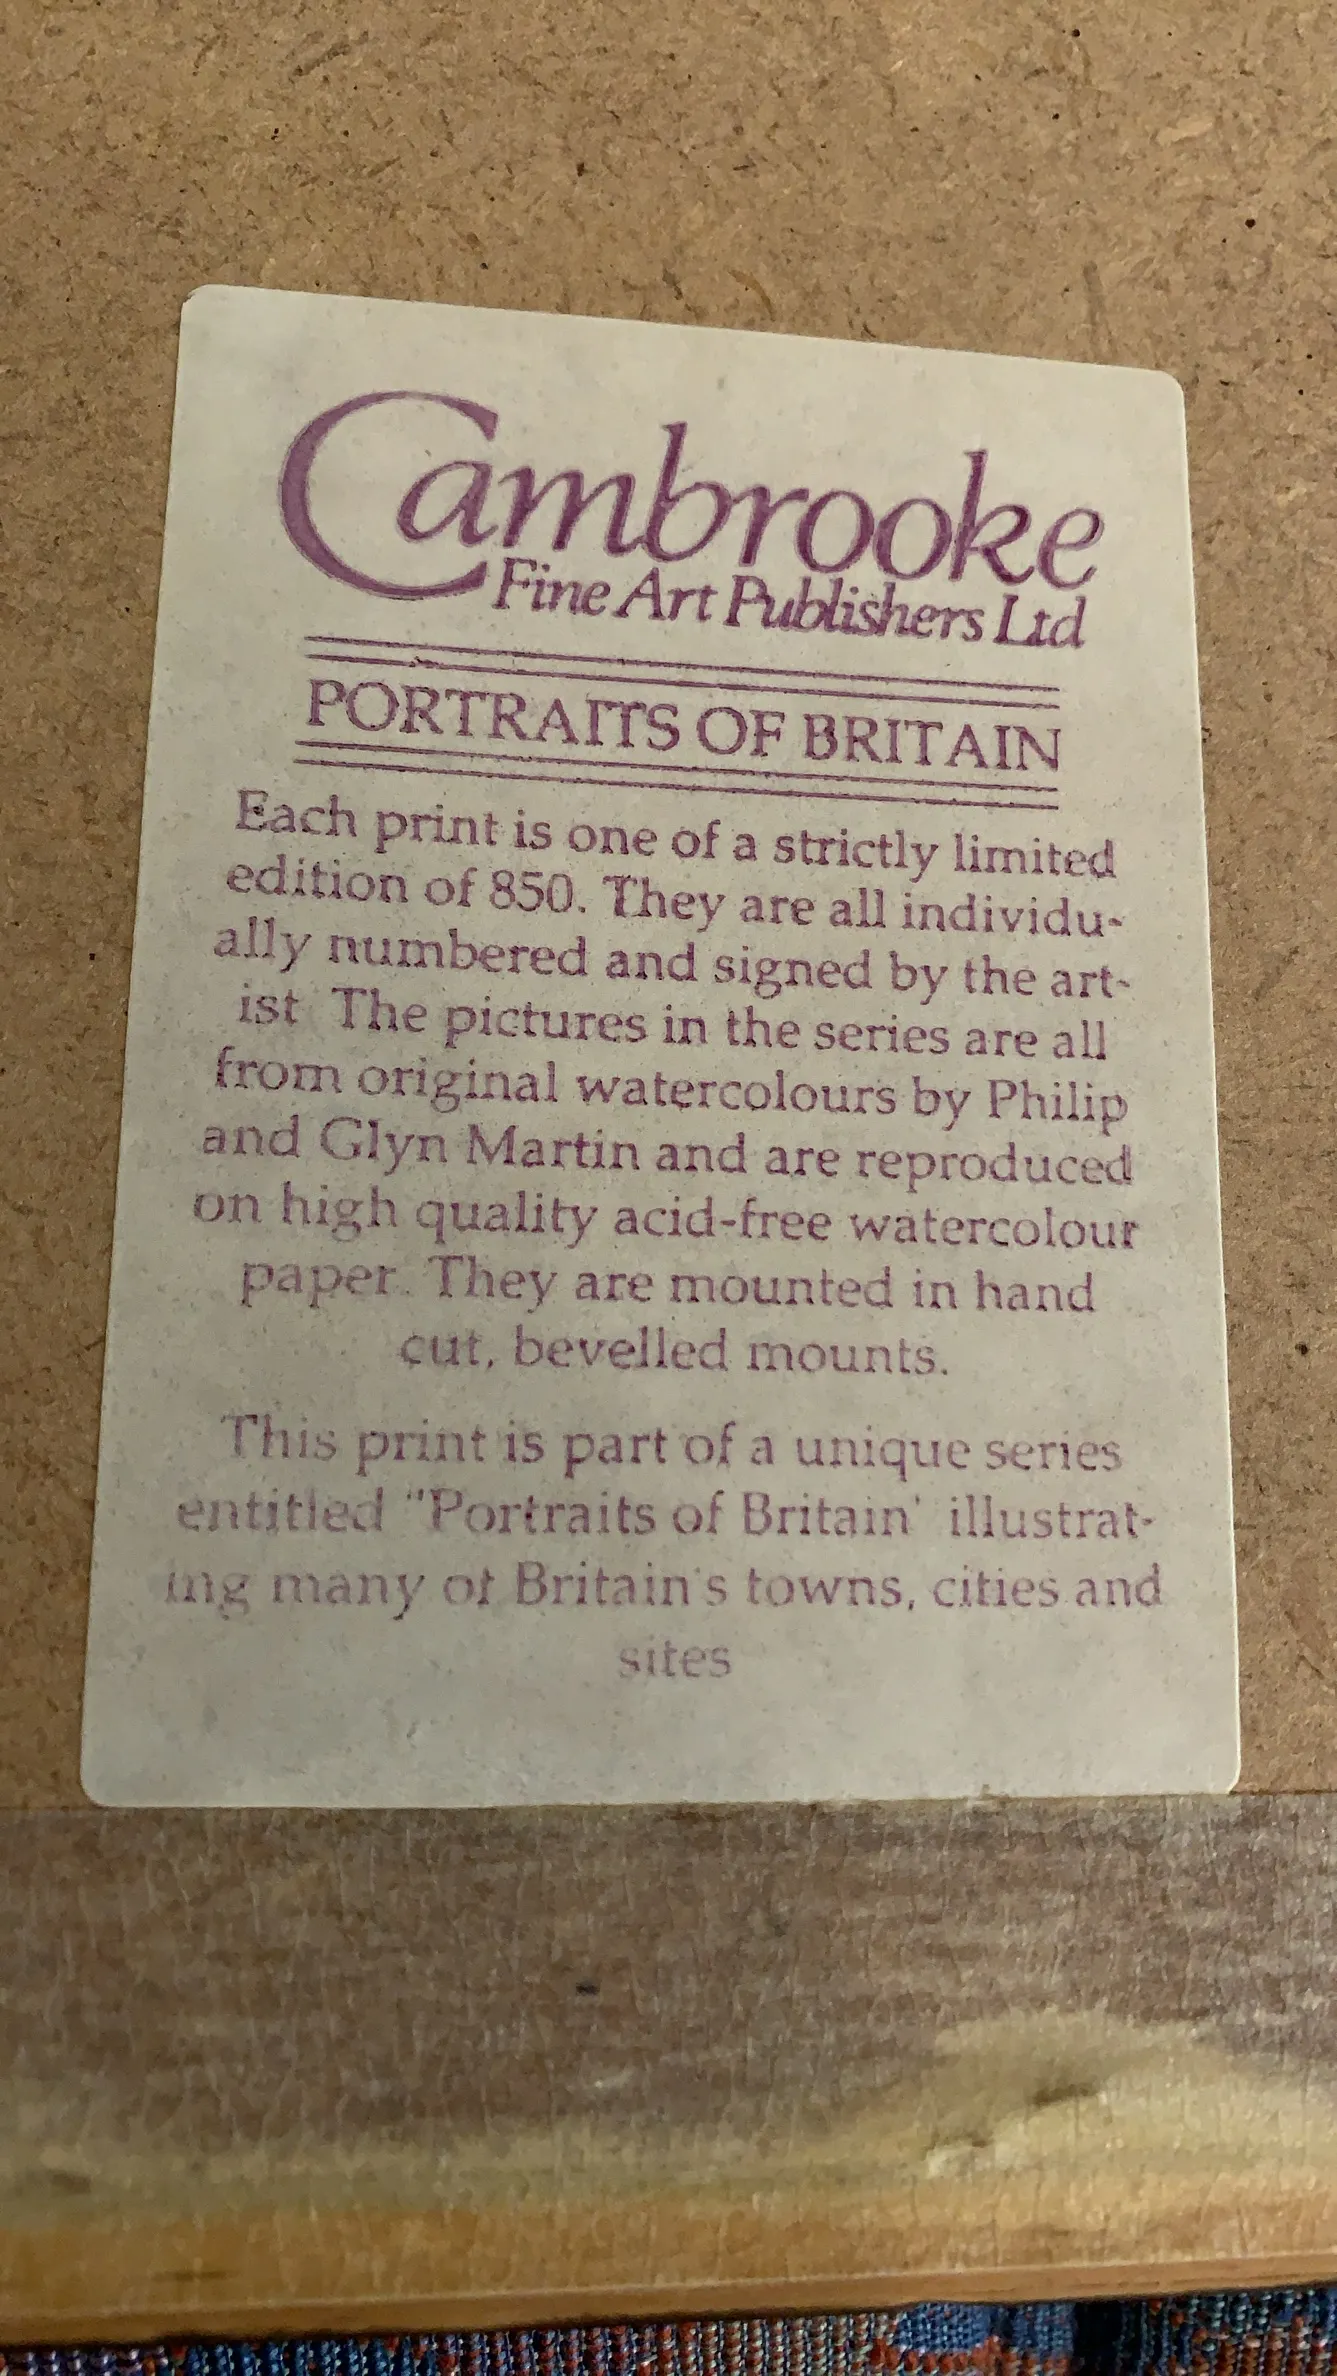 Cambrooke
Fine Art Publishers Ltd
PORTRAITS OF BRITAIN
Each print is one of a strictly limited
edition of 850. They are all individu-
ally numbered and signed by the art-
ist The pictures in the series are all
from original watercolours by Philip
and Glyn Martin and are reproduced
on high quality acid-free watercolour
paper. They are mounted in hand
cut, bevelled mounts.
This print is part of a unique series
entitled "Portraits of Britain' illustrat-
ing many of Britain's towns, cities and
sites